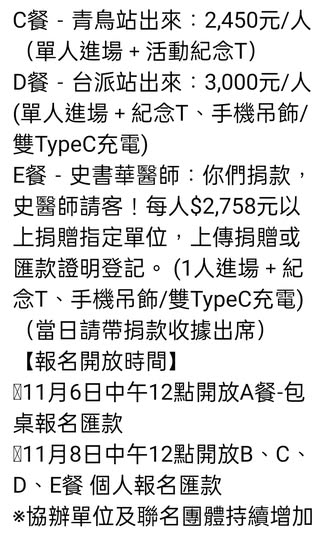 C餐 - 青鳥站出來：2,450元/人
（單人進場 + 活動紀念T）
D餐 - 台派站出來：3,000元/人
(單人進場 + 紀念T、手機吊飾/
雙TypeC充電)
E餐 - 史書華醫師：你們捐款，
史醫師請客！每人$2,758元以
上捐贈指定單位，上傳捐贈或
匯款證明登記。 (1人進場 + 紀
念T、手機吊飾/雙TypeC充電)
（當日請帶捐款收據出席）
【報名開放時間】
11月6日中午12點開放A餐-包
桌報名匯款
11月8日中午12點開放B、C、
D、E餐 個人報名匯款
※協辦單位及聯名團體持續增加